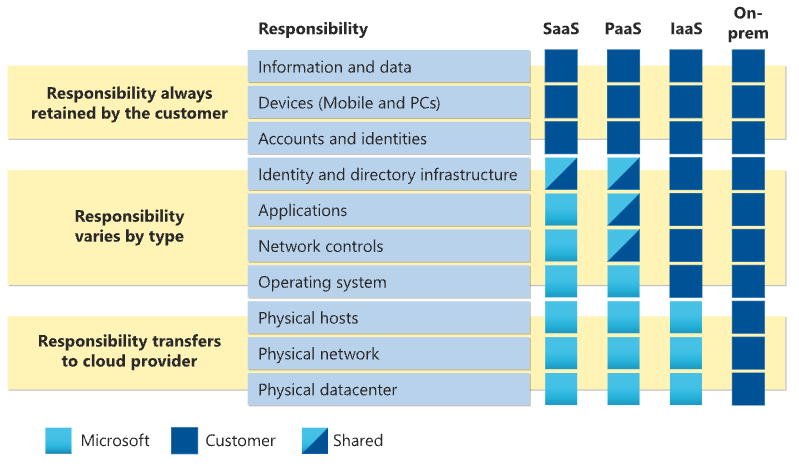 Responsibility
SaaS
PaaS
IaaS
On-
prem
Responsibility always
retained by the customer
Information and data
Devices (Mobile and PCs)
Accounts and identities
Responsibility
varies by type
Identity and directory infrastructure
Applications
Network controls
Operating system
Responsibility transfers
to cloud provider
Physical hosts
Physical network
Physical datacenter
Microsoft
Customer
Shared